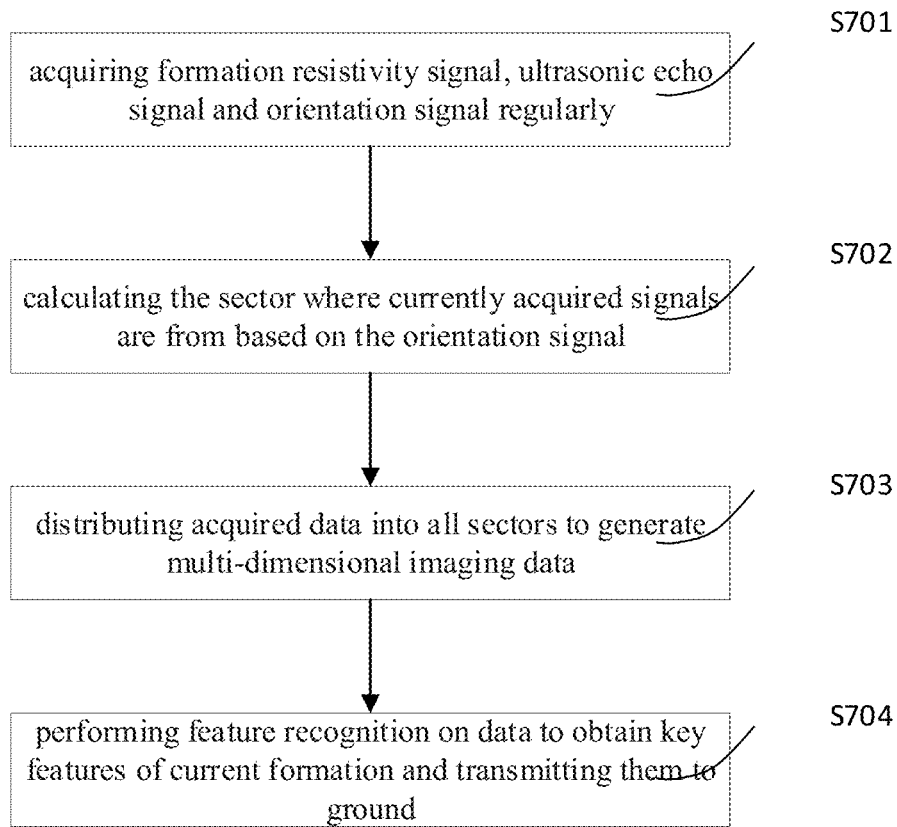 S701
acquiring formation resistivity signal, ultrasonic echo
signal and orientation signal regularly
S702
calculating the sector where currently acquired signals
are from based on the orientation signal
S703
distributing acquired data into all sectors to generate
multi-dimensional imaging data
S704
performing feature recognition on data to obtain key
features of current formation and transmitting them to
ground